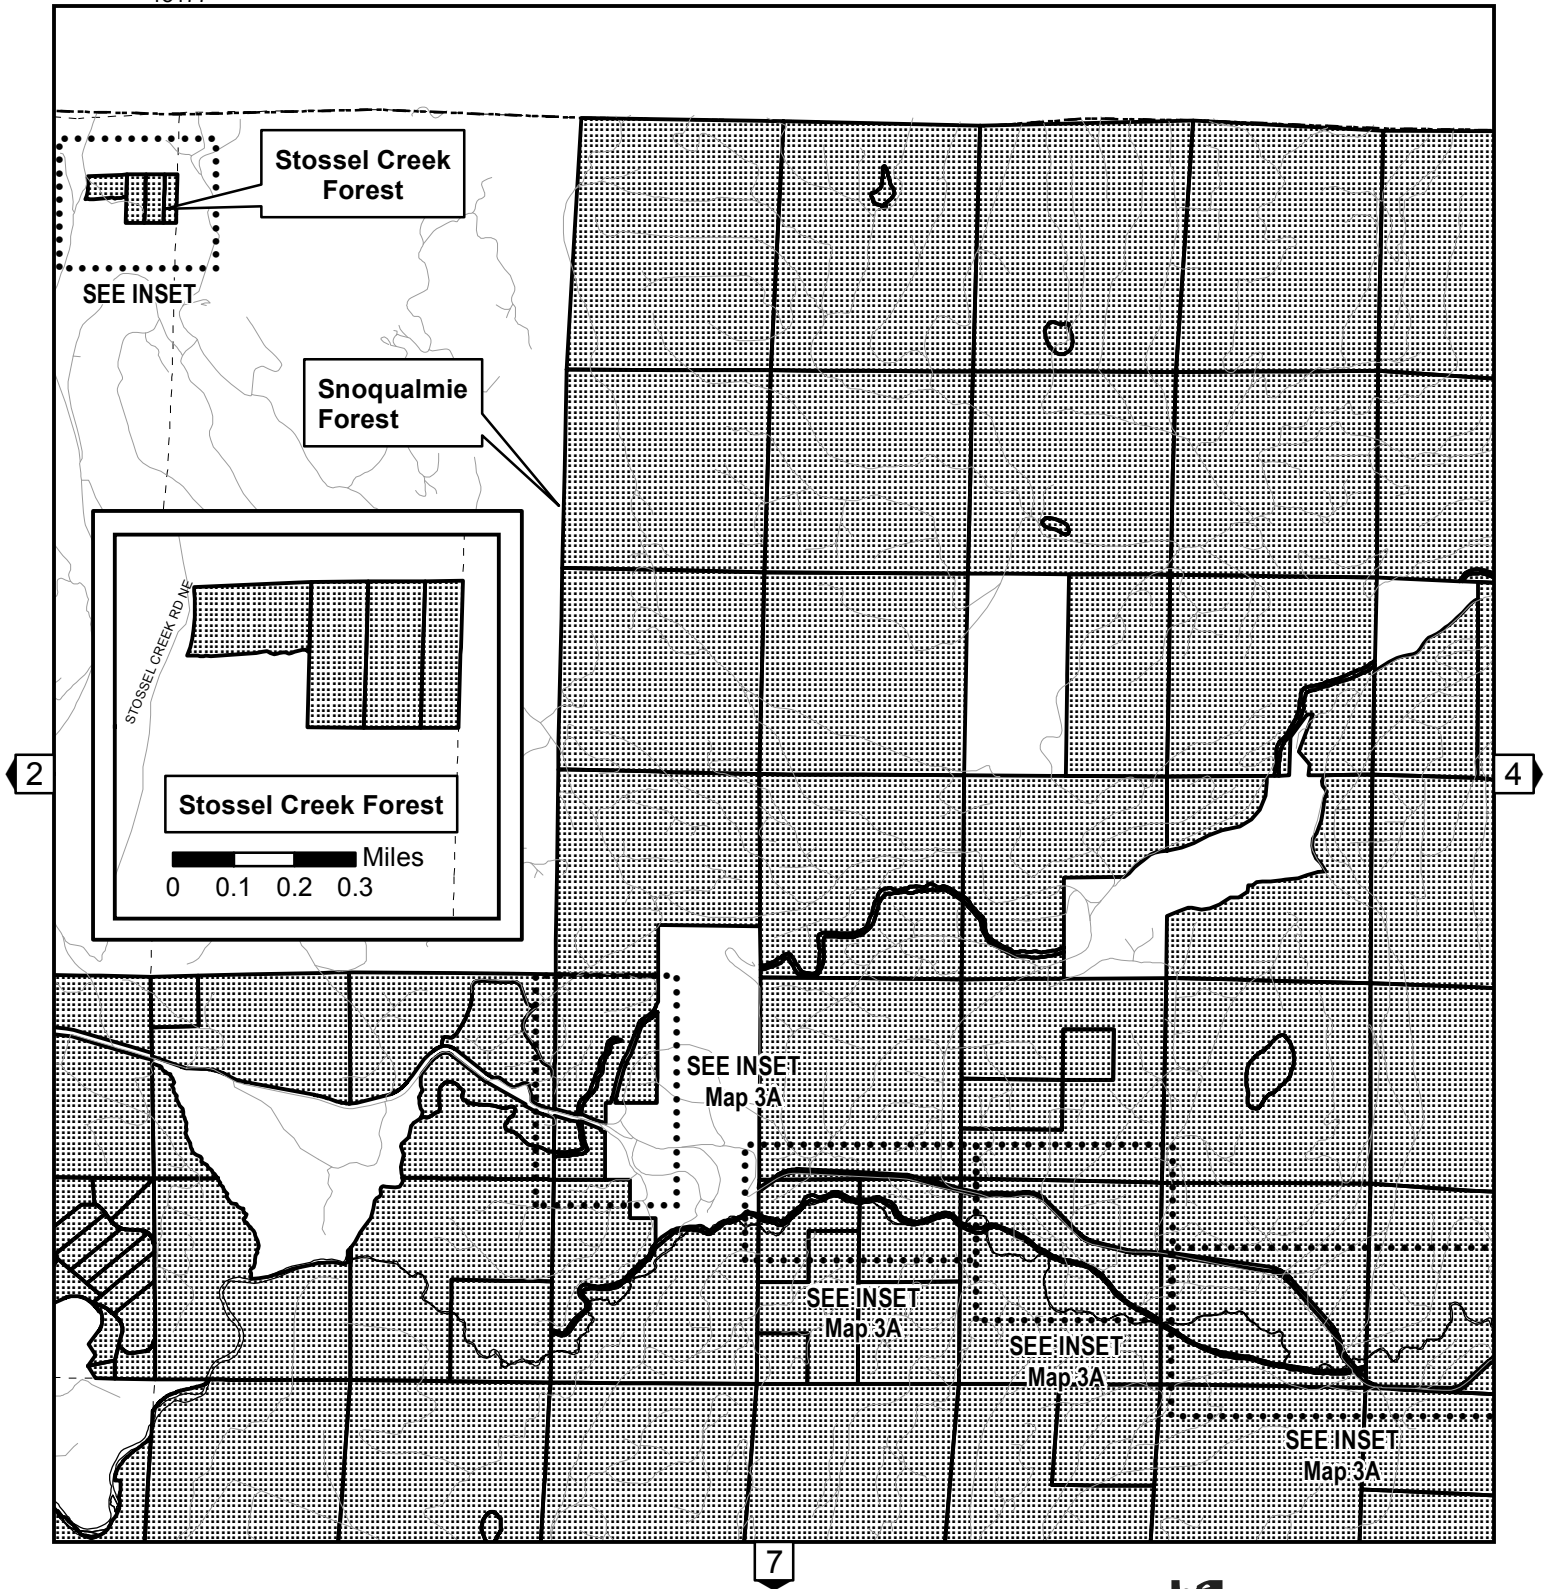 Stossel Creek
Forest
SEE INSET
Snoqualmie
Forest
STOSSEL CREEK RD NE
2
4
Stossel Creek Forest
Miles
0 0.1 0.2 0.3
SEE INSET
Map 3A
SEE INSET
Map 3A
SEE INSET
Map 3A
SEE INSET
Map 3A
7